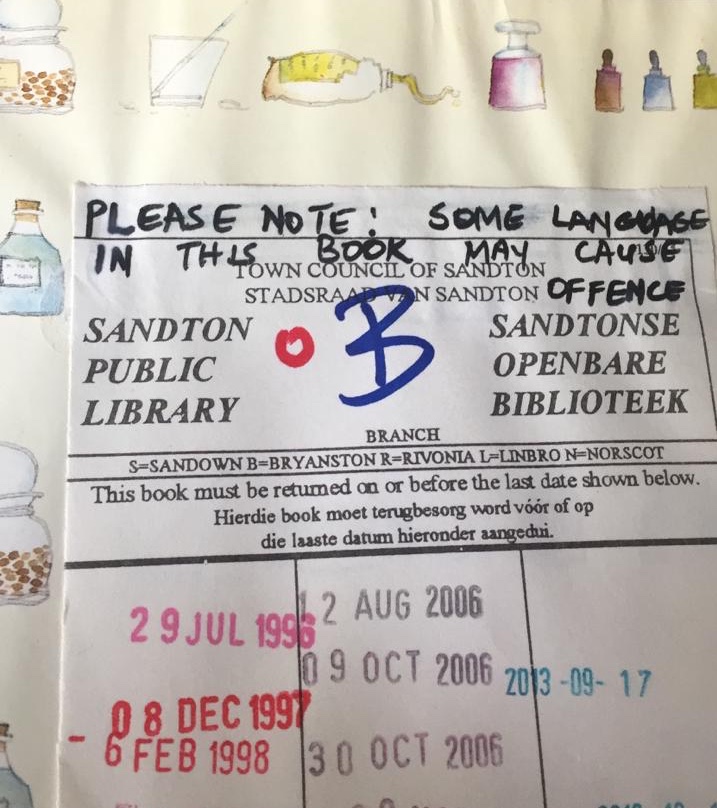 PLEASE NOTE: SOME LANGUAGE
IN THIS BOOK MAY CAUSE
OFFENCE
TOWN COUNCIL OF SANDTON
STADSRAAD VAN SANDTON
SANDTON
PUBLIC
LIBRARY
B
SANDTONSE
OPENBARE
BIBLIOTEEK
BRANCH
S=SANDOWN B=BRYANSTON R=RIVONIA L=LINBRO N=NORSCOT
This book must be returned on or before the last date shown below.
Hierdie book moet terugbesorg word vóór of op
die laaste datum hieronder aangedui.
29 JUL 1996
08 DEC 1997
- 6 FEB 1998
12 AUG 2006
09 OCT 2006
30 OCT 2006
2013-09-17